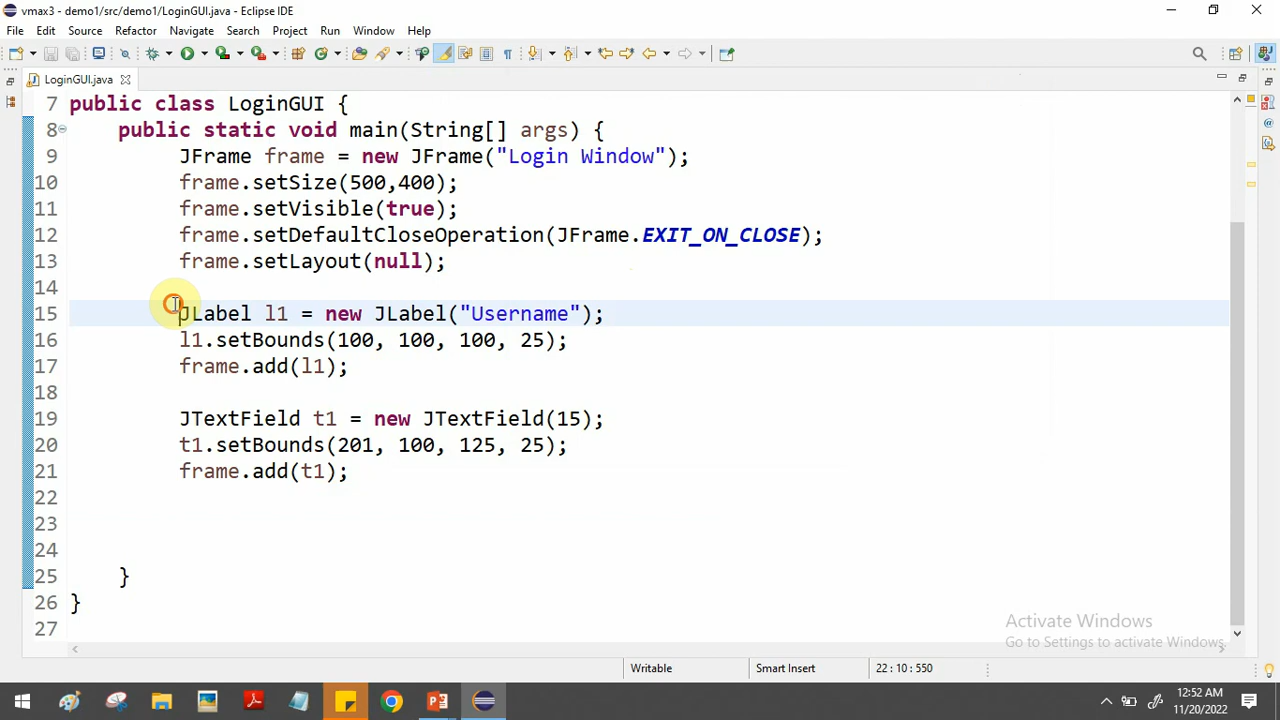 vmax3 - demo1/src/demo1/LoginGUI.java - Eclipse IDE
File Edit Source Refactor Navigate Search Project Run Window Help
LoginGUI.java
7 public class LoginGUI {
8 public static void main(String[] args) {
9 JFrame frame = new JFrame("Login Window");
10 frame.setSize(500,400);
11 frame.setVisible(true);
12 frame.setDefaultCloseOperation(JFrame.EXIT_ON_CLOSE);
13 frame.setLayout(null);
14
15 JLabel l1 = new JLabel("Username");
16 l1.setBounds(100, 100, 100, 25);
17 frame.add(l1);
18
19 JTextField t1 = new JTextField(15);
20 t1.setBounds(201, 100, 125, 25);
21 frame.add(t1);
22
23
24
25 }
26 }
27
Activate Windows
Go to Settings to activate Windows.
Writable Smart Insert 22 : 10 : 550
12:52 AM
11/20/2022